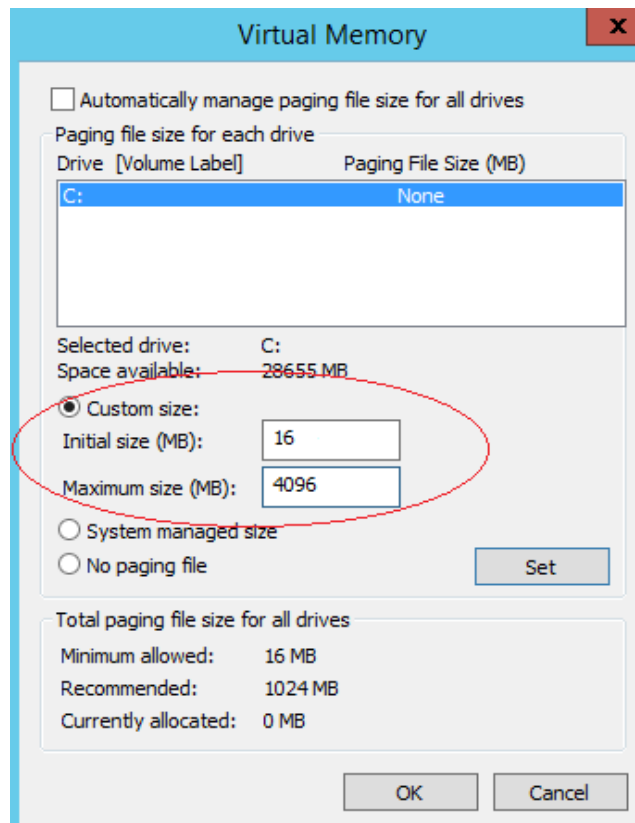 Virtual Memory
x
Automatically manage paging file size for all drives
Paging file size for each drive
Drive [Volume Label] Paging File Size (MB)
C: None
Selected drive: C:
Space available: 28655 MB
Custom size:
Initial size (MB): 16
Maximum size (MB): 4096
System managed size
No paging file
Set
Total paging file size for all drives
Minimum allowed: 16 MB
Recommended: 1024 MB
Currently allocated: 0 MB
OK Cancel